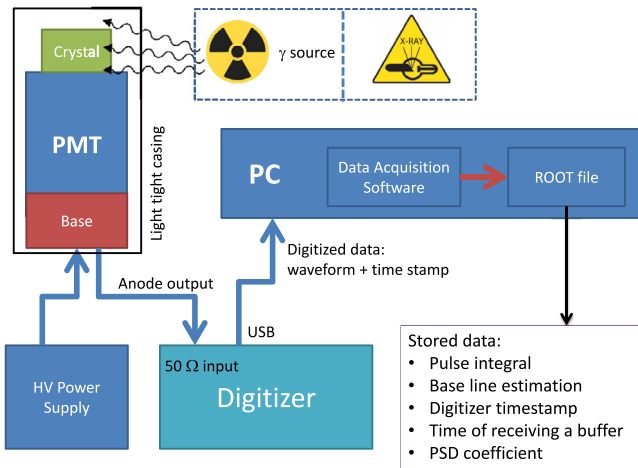 Crystal
PMT
Base
Light tight casing
γ source
X-RAY
PC
Data Acquisition
Software
ROOT file
Digitized data:
waveform + time stamp
Anode output
USB
HV Power
Supply
50 Ω input
Digitizer
Stored data:
• Pulse integral
• Base line estimation
• Digitizer timestamp
• Time of receiving a buffer
• PSD coefficient